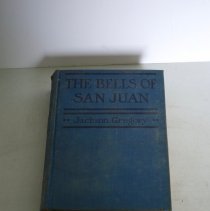 THE BELLS OF
SAN JUAN
Jackson Gregory